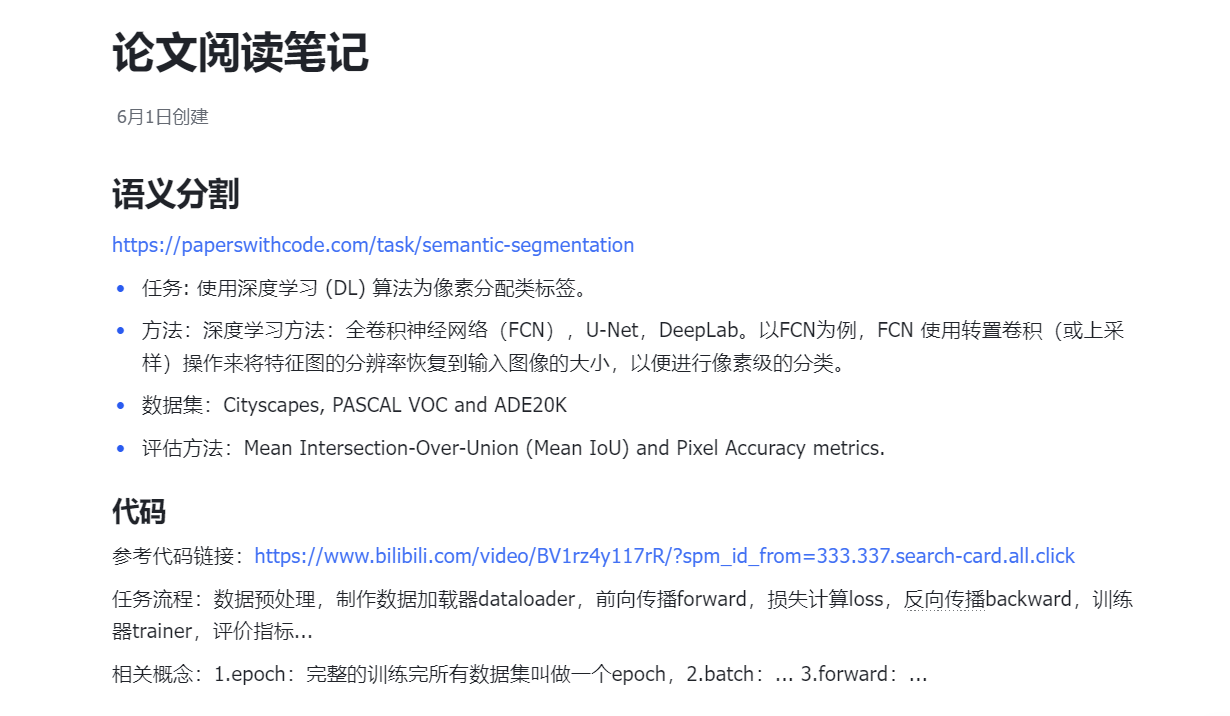 论文阅读笔记
6月1日创建
语义分割
https://paperswithcode.com/task/semantic-segmentation
• 任务: 使用深度学习 (DL) 算法为像素分配类标签。
• 方法：深度学习方法：全卷积神经网络（FCN），U-Net，DeepLab。以FCN为例，FCN 使用转置卷积（或上采
样）操作来将特征图的分辨率恢复到输入图像的大小，以便进行像素级的分类。
• 数据集：Cityscapes, PASCAL VOC and ADE20K
• 评估方法：Mean Intersection-Over-Union (Mean IoU) and Pixel Accuracy metrics.
代码
参考代码链接：https://www.bilibili.com/video/BV1rz4y117rR/?spm_id_from=333.337.search-card.all.click
任务流程：数据预处理，制作数据加载器dataloader，前向传播forward，损失计算loss，反向传播backward，训练
器trainer，评价指标...
相关概念：1.epoch：完整的训练完所有数据集叫做一个epoch，2.batch：... 3.forward：...